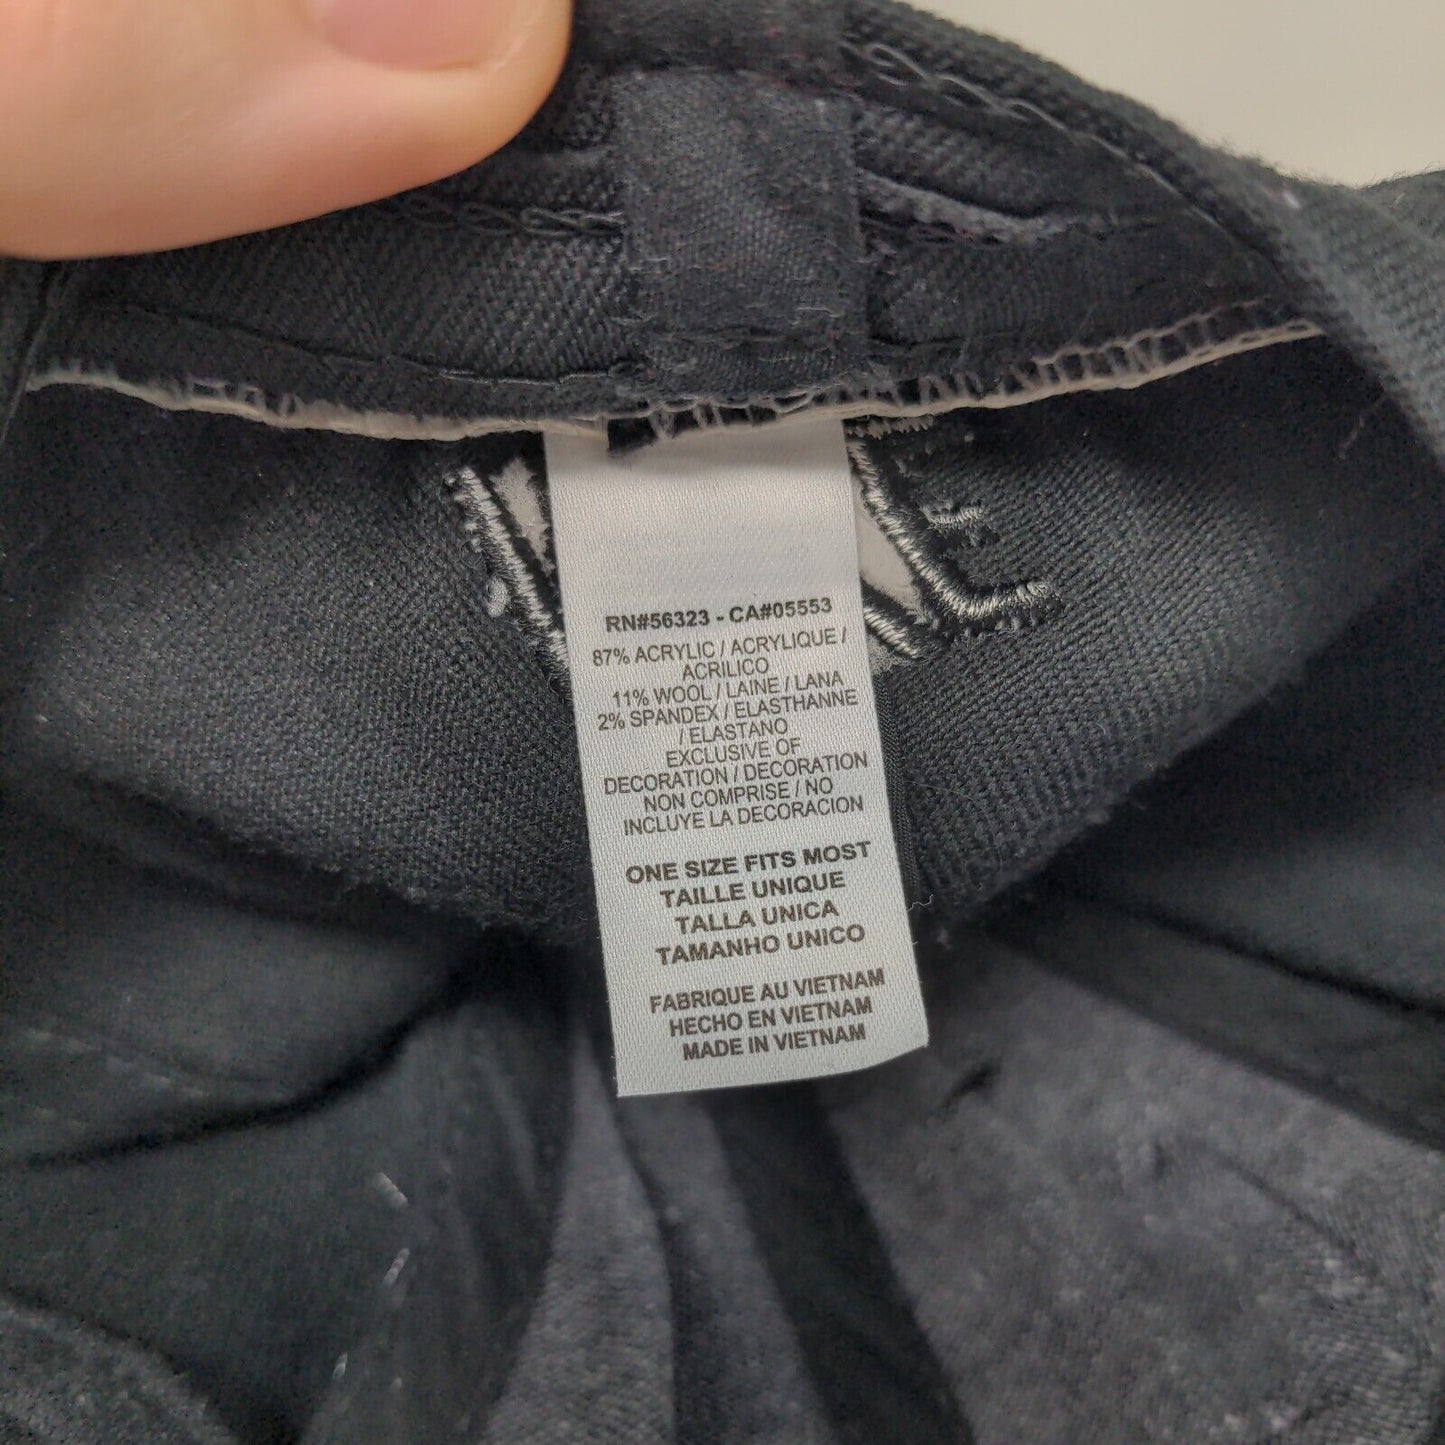 RN#56323 - CA#05553
87% ACRYLIC / ACRYLIQUE /
ACRILICO
11% WOOL / LAINE / LANA
2% SPANDEX / ELASTHANNE
/ ELASTANO
EXCLUSIVE OF
DECORATION / DECORATION
NON COMPRISE / NO
INCLUYE LA DECORACION
ONE SIZE FITS MOST
TAILLE UNIQUE
TALLA UNICA
TAMANHO UNICO
FABRIQUE AU VIETNAM
HECHO EN VIETNAM
MADE IN VIETNAM